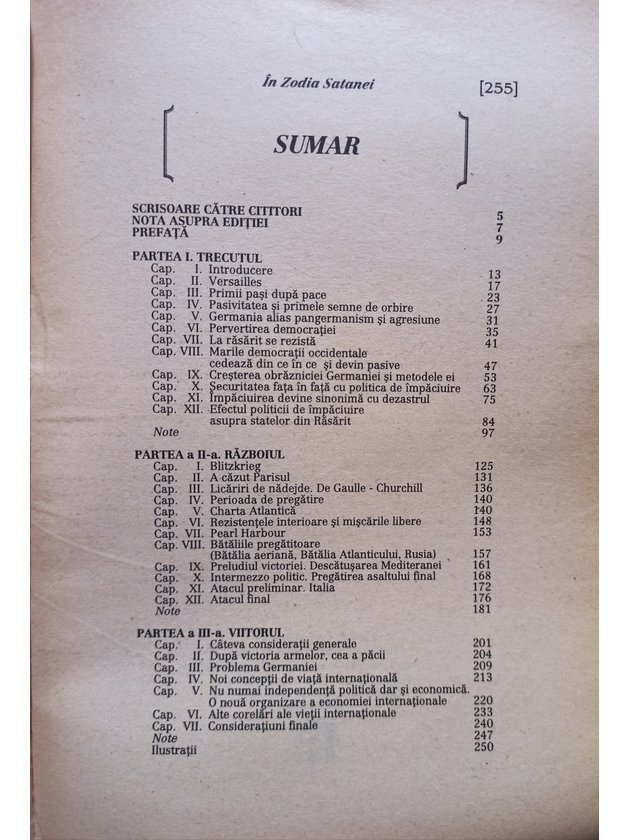 În Zodia Satanei [255]
SUMAR
SCRISOARE CĂTRE CITITORI 5
NOTA ASUPRA EDIȚIEI 7
PREFAȚĂ 9
PARTEA I. TRECUTUL
Cap. I. Introducere 13
Cap. II. Versailles 17
Cap. III. Primii pași după pace 23
Cap. IV. Pasivitatea și primele semne de orbire 27
Cap. V. Germania alias pangermanism și agresiune 31
Cap. VI. Pervertirea democrației 35
Cap. VII. La răsărit se rezistă 41
Cap. VIII. Marile democrații occidentale
cedează din ce în ce și devin pasive 47
Cap. IX. Creșterea obrăzniciei Germaniei și metodele ei 53
Cap. X. Securitatea fața în față cu politica de împăciuire 63
Cap. XI. Împăciuirea devine sinonimă cu dezastrul 75
Cap. XII. Efectul politicii de împăciuire
asupra statelor din Răsărit 84
Note 97
PARTEA a II-a. RĂZBOIUL
Cap. I. Blitzkrieg 125
Cap. II. A căzut Parisul 131
Cap. III. Licăriri de nădejde. De Gaulle - Churchill 136
Cap. IV. Perioada de pregătire 140
Cap. V. Charta Atlantică 140
Cap. VI. Rezistențele interioare și mișcările libere 148
Cap. VII. Pearl Harbour 153
Cap. VIII. Bătăliile pregătitoare
(Bătălia aeriană, Bătălia Atlanticului, Rusia) 157
Cap. IX. Preludiul victoriei. Descătușarea Mediteranei 161
Cap. X. Intermezzo politic. Pregătirea asaltului final 168
Cap. XI. Atacul preliminar. Italia 172
Cap. XII. Atacul final 176
Note 181
PARTEA a III-a. VIITORUL
Cap. I. Câteva considerații generale 201
Cap. II. După victoria armelor, cea a păcii 204
Cap. III. Problema Germaniei 209
Cap. IV. Noi concepții de viață internațională 213
Cap. V. Nu numai independență politică dar și economică.
O nouă organizare a economiei internationale 220
Cap. VI. Alte corelări ale vieții internaționale 233
Cap. VII. Considerațiuni finale 240
Note 247
Ilustrații 250